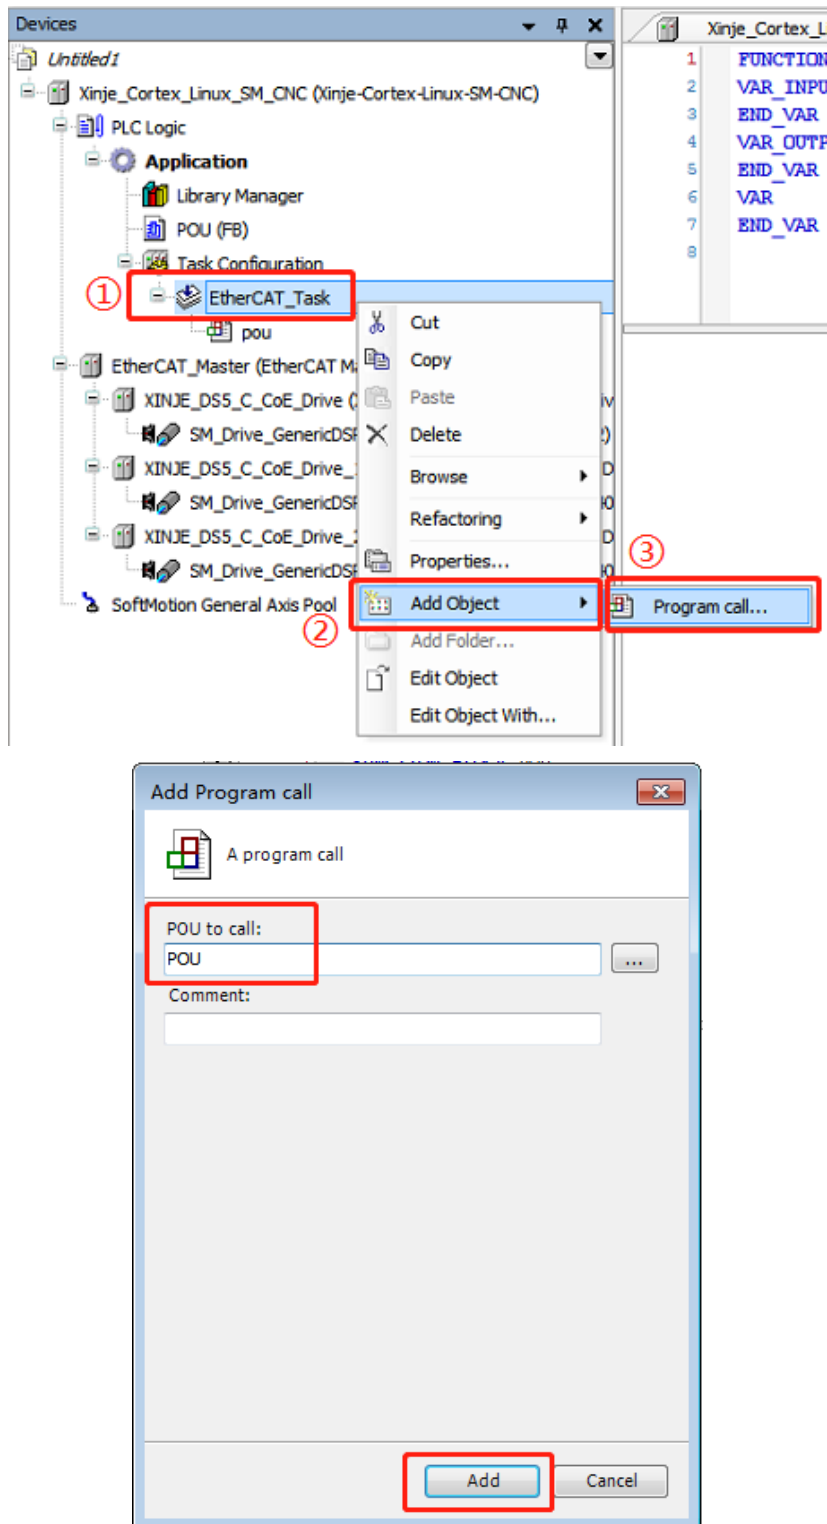 Devices
Untitled1
Xinje_Cortex_Linux_SM_CNC (Xinje-Cortex-Linux-SM-CNC)
PLC Logic
Application
Library Manager
POU (FB)
Task Configuration
① EtherCAT_Task
pou
EtherCAT_Master (EtherCAT Ma
XINJE_DS5_C_CoE_Drive (
SM_Drive_GenericDS
XINJE_DS5_C_CoE_Drive_
SM_Drive_GenericDS
XINJE_DS5_C_CoE_Drive_
SM_Drive_GenericDS
SoftMotion General Axis Pool
Xinje_Cortex_L
1 FUNCTION
2 VAR_INPU
3 END_VAR
4 VAR_OUTP
5 END_VAR
6 VAR
7 END_VAR
8
Cut
Copy
Paste
Delete
Browse
Refactoring
Properties...
② Add Object
Add Folder...
Edit Object
Edit Object With...
③
Program call...
Add Program call
A program call
POU to call:
POU
...
Comment:
Add
Cancel